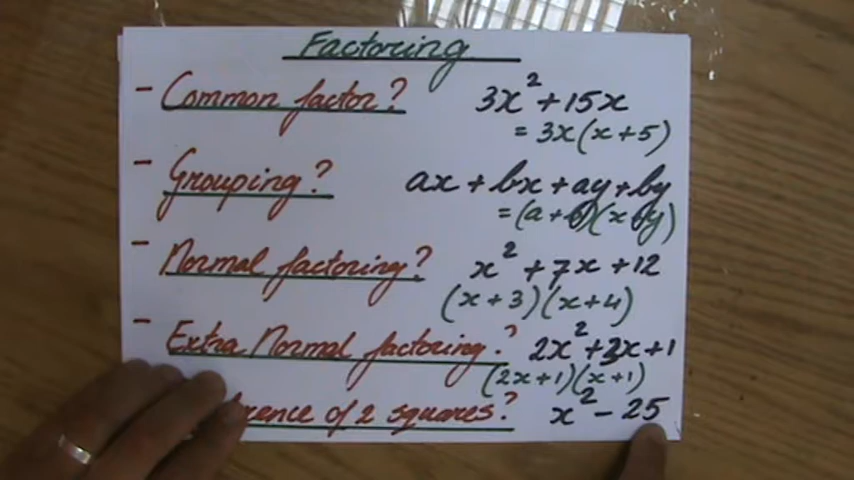 Factoring
- Common factor? 3x² + 15x
= 3x(x+5)
- Grouping? ax + bx + ay + by
= (a+b)(x+y)
- Normal factoring? x² + 7x + 12
(x+3)(x+4)
- Extra Normal factoring? 2x² + 3x + 1
(2x+1)(x+1)
erence of 2 squares? x² - 25